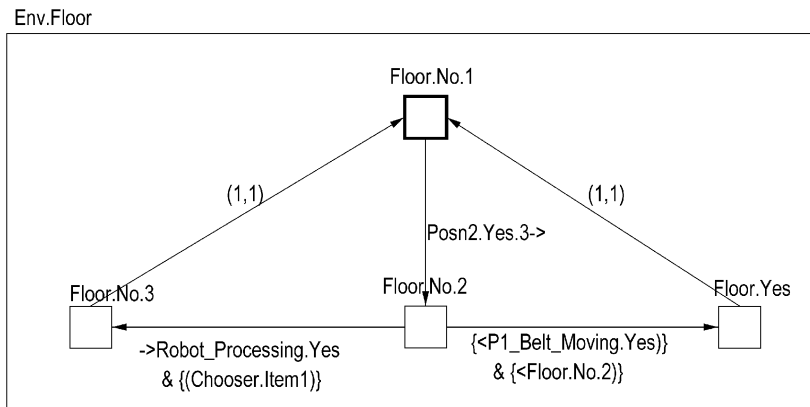 Env.Floor
Floor.No.1
(1,1)
(1,1)
Posn2.Yes.3->
Floor.No.3
Floor.No.2
Floor.Yes
->Robot_Processing.Yes
& {(Chooser.Item1)}
{<P1_Belt_Moving.Yes)}
& {<Floor.No.2)}